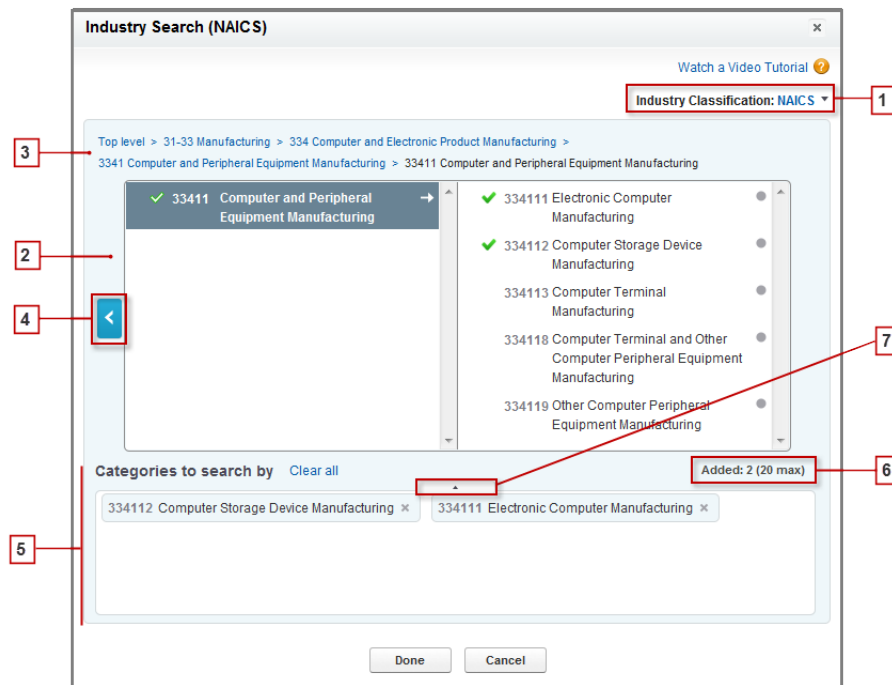 Industry Search (NAICS)
×
Watch a Video Tutorial ?
Industry Classification: NAICS
1
Top level > 31-33 Manufacturing > 334 Computer and Electronic Product Manufacturing >
3
3341 Computer and Peripheral Equipment Manufacturing > 33411 Computer and Peripheral Equipment Manufacturing
33411 Computer and Peripheral
Equipment Manufacturing
334111 Electronic Computer
Manufacturing
334112 Computer Storage Device
Manufacturing
334113 Computer Terminal
Manufacturing
334118 Computer Terminal and Other
Computer Peripheral Equipment
Manufacturing
334119 Other Computer Peripheral
Equipment Manufacturing
2
4
7
Categories to search by Clear all
Added: 2 (20 max)
6
334112 Computer Storage Device Manufacturing ×
334111 Electronic Computer Manufacturing ×
5
Done
Cancel